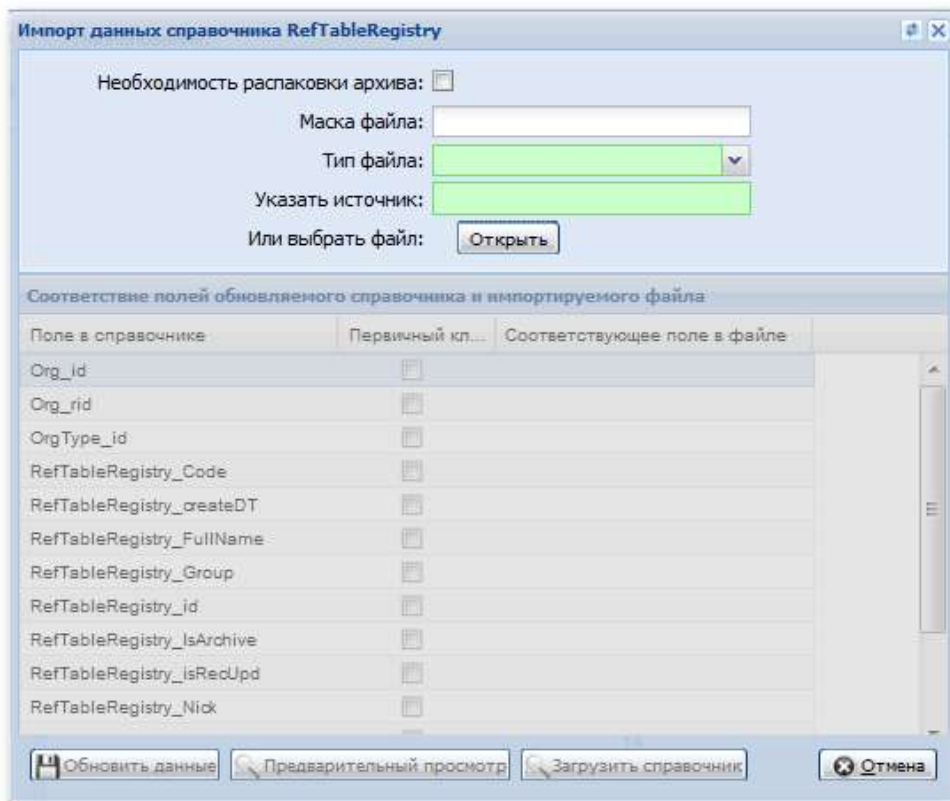 Импорт данных справочника RefTableRegistry
Необходимость распаковки архива:
Маска файла:
Тип файла:
Указать источник:
Или выбрать файл: Открыть
Соответствие полей обновляемого справочника и импортируемого файла
Поле в справочнике Первичный кл... Соответствующее поле в файле
Org_id
Org_rid
OrgType_id
RefTableRegistry_Code
RefTableRegistry_createDT
RefTableRegistry_FullName
RefTableRegistry_Group
RefTableRegistry_id
RefTableRegistry_IsArchive
RefTableRegistry_isRecUpd
RefTableRegistry_Nick
Обновить данные Предварительный просмотр Загрузить справочник Отмена